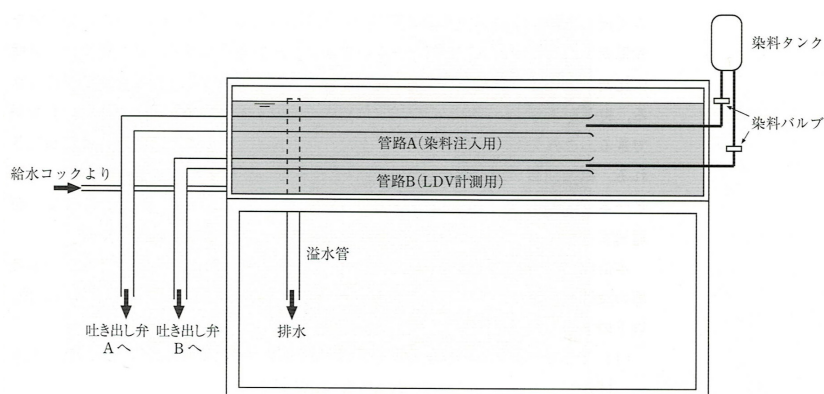 染料タンク
染料バルブ
管路A(染料注入用)
管路B(LDV計測用)
給水コックより
溢水管
吐き出し弁
Aへ
吐き出し弁
Bへ
排水